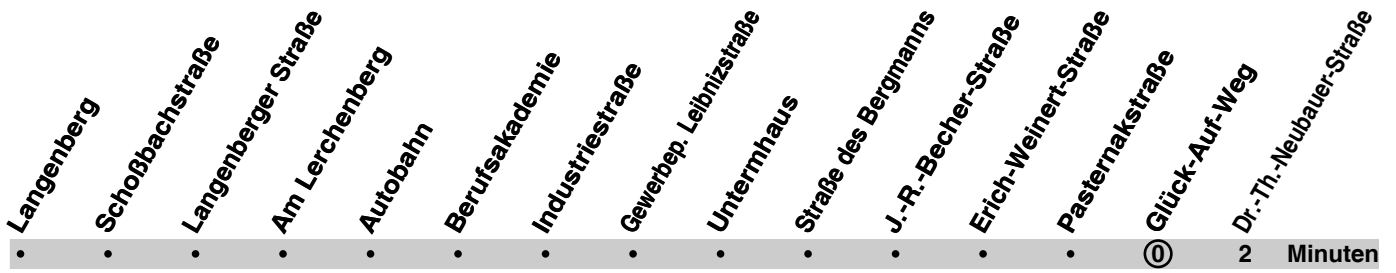 Langenberg
Schoßbachstraße
Langenberger Straße
Am Lerchenberg
Autobahn
Berufsakademie
Industriestraße
Gewerbep. Leibnizstraße
Untermhaus
Straße des Bergmanns
J.-R.-Becher-Straße
Erich-Weinert-Straße
Pasternakstraße
Glück-Auf-Weg
Dr.-Th.-Neubauer-Straße
• • • • • • • • • • • • • 0 2 Minuten